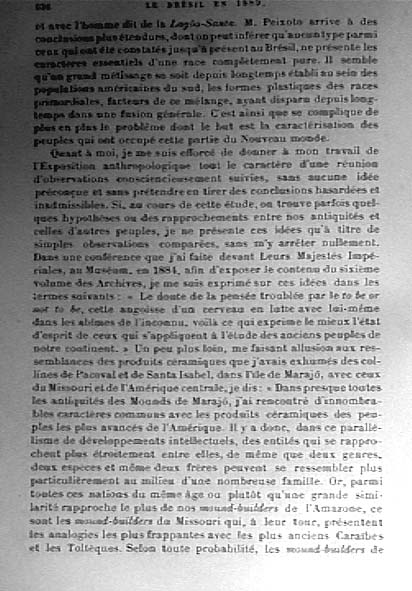 636 LE BRÉSIL EN 1889.
et avec l'homme dit de la Lagôa-Santa. M. Peixoto arrive à des
conclusions plus étendues, dont on peut inférer qu'aucun type parmi
ceux qui ont été constatés jusqu'à présent au Brésil, ne présente les
caractères essentiels d'une race complètement pure. Il semble
qu'un grand métissage se soit depuis longtemps établi au sein des
populations américaines du sud, les formes plastiques des races
primordiales, facteurs de ce mélange, ayant disparu depuis long-
temps dans une fusion générale. C'est ainsi que se complique de
plus en plus le problème dont le but est la caractérisation des
peuples qui ont occupé cette partie du Nouveau monde.
Quant à moi, je me suis efforcé de donner à mon travail de
l'Exposition anthropologique tout le caractère d'une réunion
d'observations consciencieusement suivies, sans aucune idée
préconçue et sans prétendre en tirer des conclusions hasardées et
inadmissibles. Si, au cours de cette étude, on trouve parfois quel-
ques hypothèses ou des rapprochements entre nos antiquités et
celles d'autres peuples, je ne présente ces idées qu'à titre de
simples observations comparées, sans m'y arrêter nullement.
Dans une conférence que j'ai faite devant Leurs Majestés Impé-
riales, au Muséum, en 1884, afin d'exposer le contenu du sixième
volume des Archives, je me suis exprimé sur ces idées dans les
termes suivants : « Le doute de la pensée troublée par le to be or
not to be, cette angoisse d'un cerveau en lutte avec lui-même
dans les abîmes de l'inconnu, voilà ce qui exprime le mieux l'état
d'esprit de ceux qui s'appliquent à l'étude des anciens peuples de
notre continent. » Un peu plus loin, me faisant allusion aux res-
semblances des produits céramiques que j'avais exhumés des col-
lines de Pacoval et de Santa Isabel, dans l'île de Marajó, avec ceux
du Missouri et de l'Amérique centrale, je dis : « Dans presque toutes
les antiquités des Mounds de Marajó, j'ai rencontré d'innombra-
bles caractères communs avec les produits céramiques des peu-
ples les plus avancés de l'Amérique. Il y a donc, dans ce parallé-
lisme de développements intellectuels, des entités qui se rappro-
chent plus étroitement entre elles, de même que deux genres,
deux espèces et même deux frères peuvent se ressembler plus
particulièrement au milieu d'une nombreuse famille. Or, parmi
toutes ces nations du même âge ou plutôt qu'une grande simi-
larité rapproche le plus de nos mound-builders de l'Amazone, ce
sont les mound-builders du Missouri qui, à leur tour, présentent
les analogies les plus frappantes avec les plus anciens Caraïbes
et les Toltèques. Selon toute probabilité, les mound-builders de